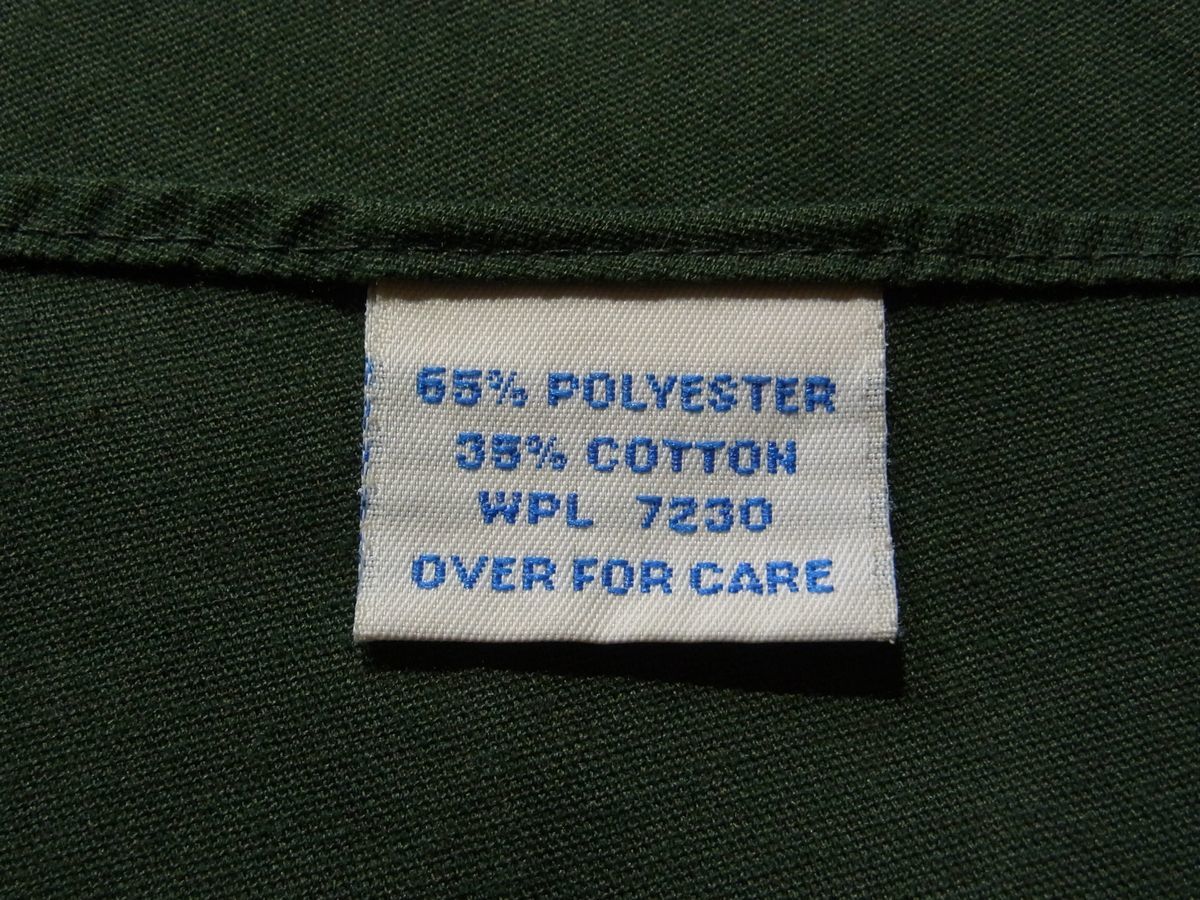 65% POLYESTER
35% COTTON
WPL 7230
OVER FOR CARE